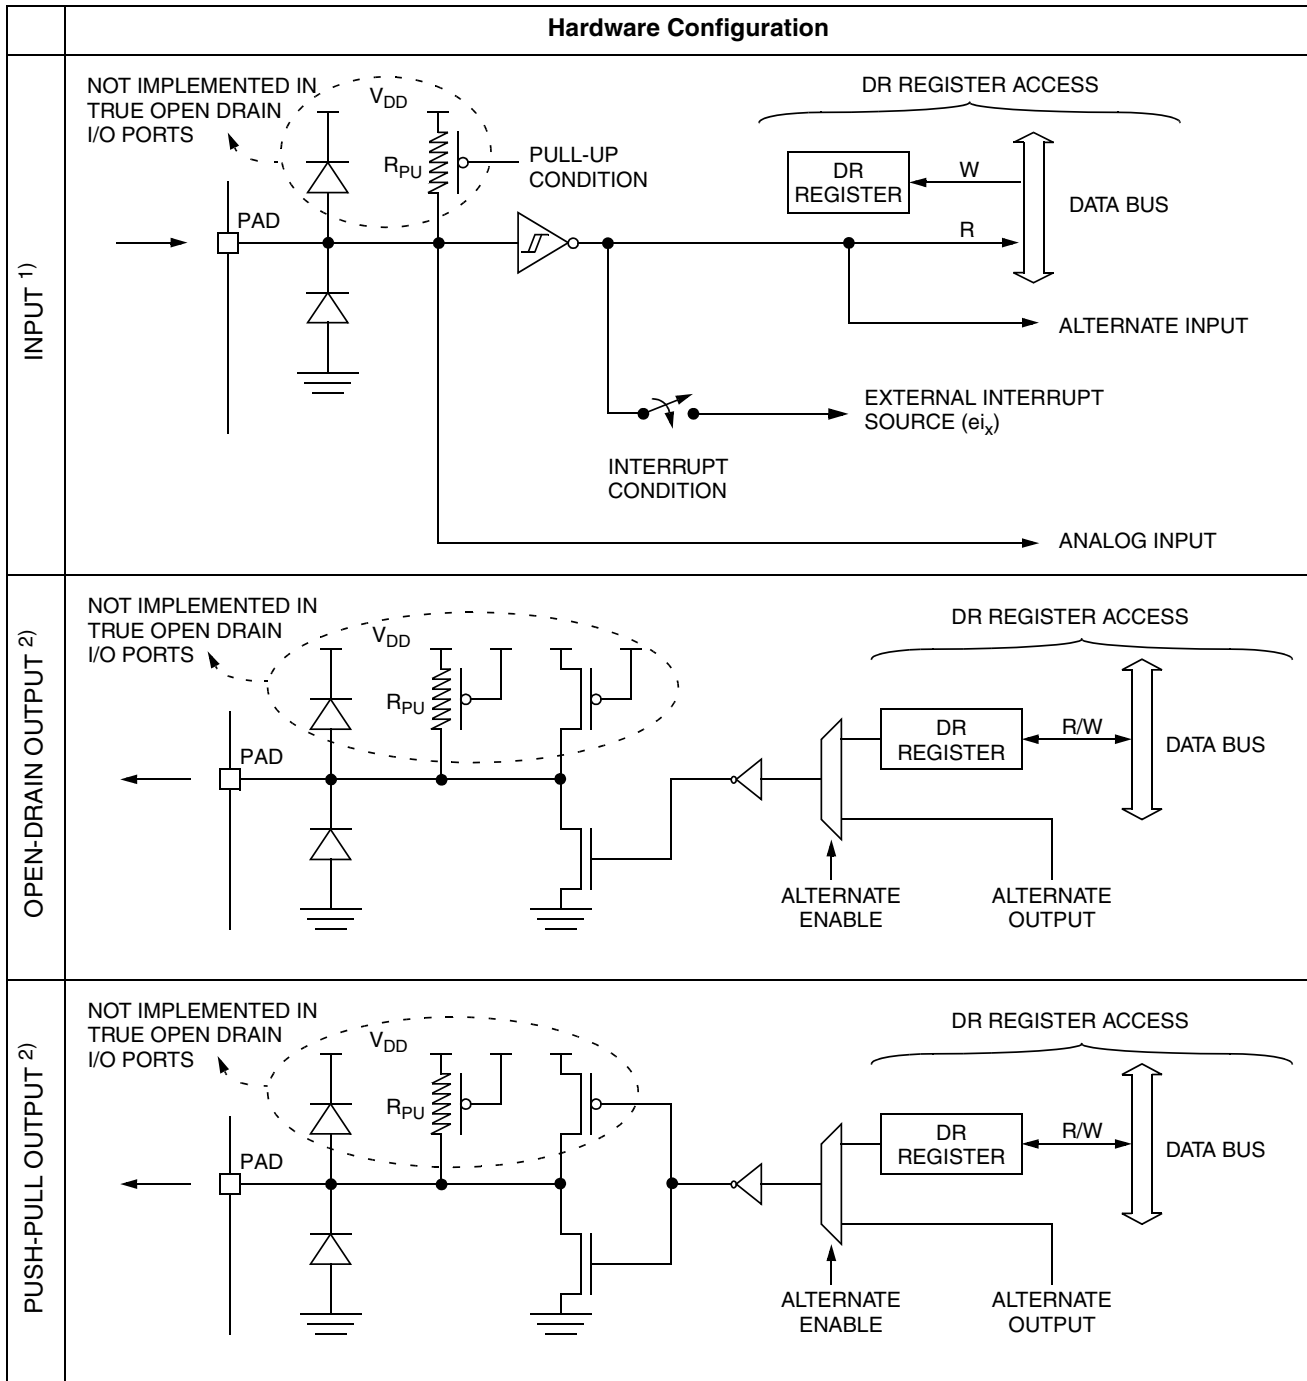 Hardware Configuration
INPUT 1)
NOT IMPLEMENTED IN
TRUE OPEN DRAIN
I/O PORTS
VDD
RPU
PULL-UP
CONDITION
PAD
DR REGISTER ACCESS
DR
REGISTER
W
R
DATA BUS
ALTERNATE INPUT
EXTERNAL INTERRUPT
SOURCE (eix)
INTERRUPT
CONDITION
ANALOG INPUT
OPEN-DRAIN OUTPUT 2)
NOT IMPLEMENTED IN
TRUE OPEN DRAIN
I/O PORTS
VDD
RPU
PAD
DR REGISTER ACCESS
DR
REGISTER
R/W
DATA BUS
ALTERNATE
ENABLE
ALTERNATE
OUTPUT
PUSH-PULL OUTPUT 2)
NOT IMPLEMENTED IN
TRUE OPEN DRAIN
I/O PORTS
VDD
RPU
PAD
DR REGISTER ACCESS
DR
REGISTER
R/W
DATA BUS
ALTERNATE
ENABLE
ALTERNATE
OUTPUT